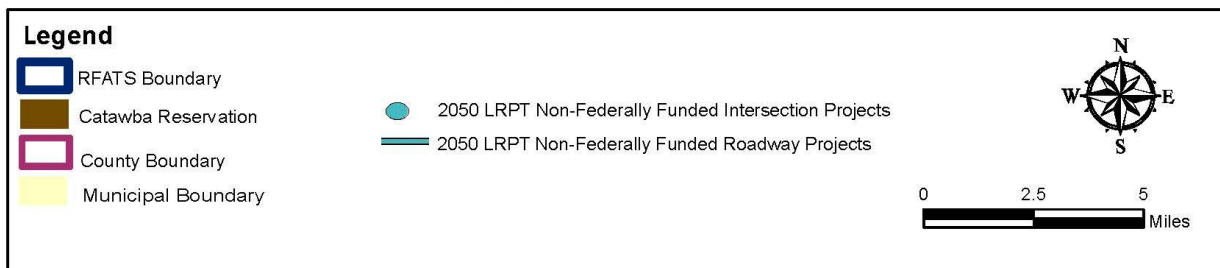 Legend
RFATS Boundary
Catawba Reservation
County Boundary
Municipal Boundary
2050 LRPT Non-Federally Funded Intersection Projects
2050 LRPT Non-Federally Funded Roadway Projects
N
W E
S
0 2.5 5
Miles